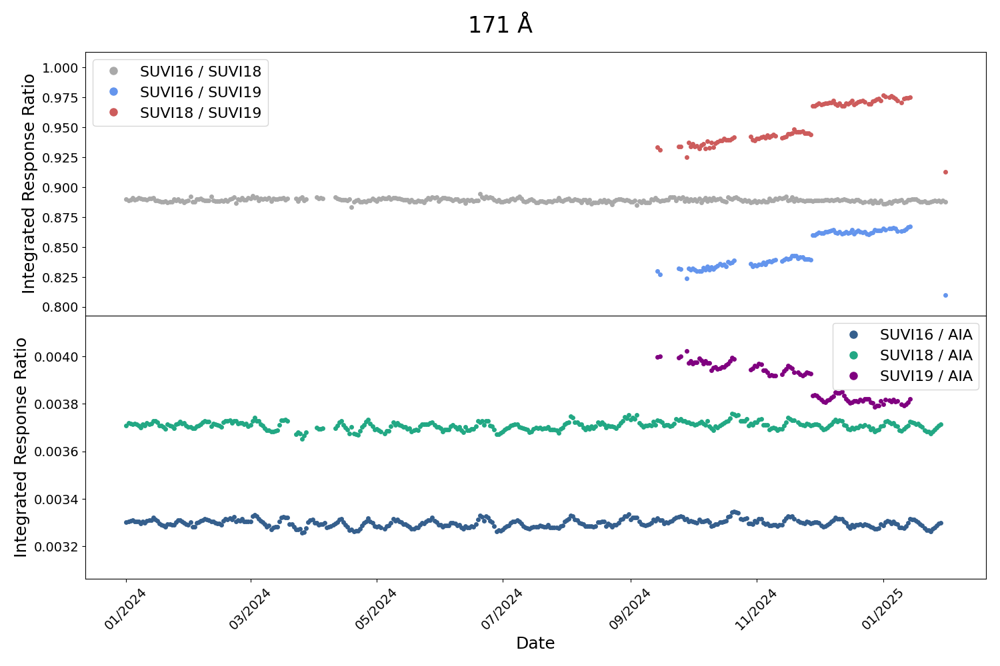 171 Å
Integrated Response Ratio
1.000
0.975
0.950
0.925
0.900
0.875
0.850
0.825
0.800
SUVI16 / SUVI18
SUVI16 / SUVI19
SUVI18 / SUVI19
Integrated Response Ratio
0.0040
0.0038
0.0036
0.0034
0.0032
SUVI16 / AIA
SUVI18 / AIA
SUVI19 / AIA
01/2024
03/2024
05/2024
07/2024
09/2024
11/2024
01/2025
Date